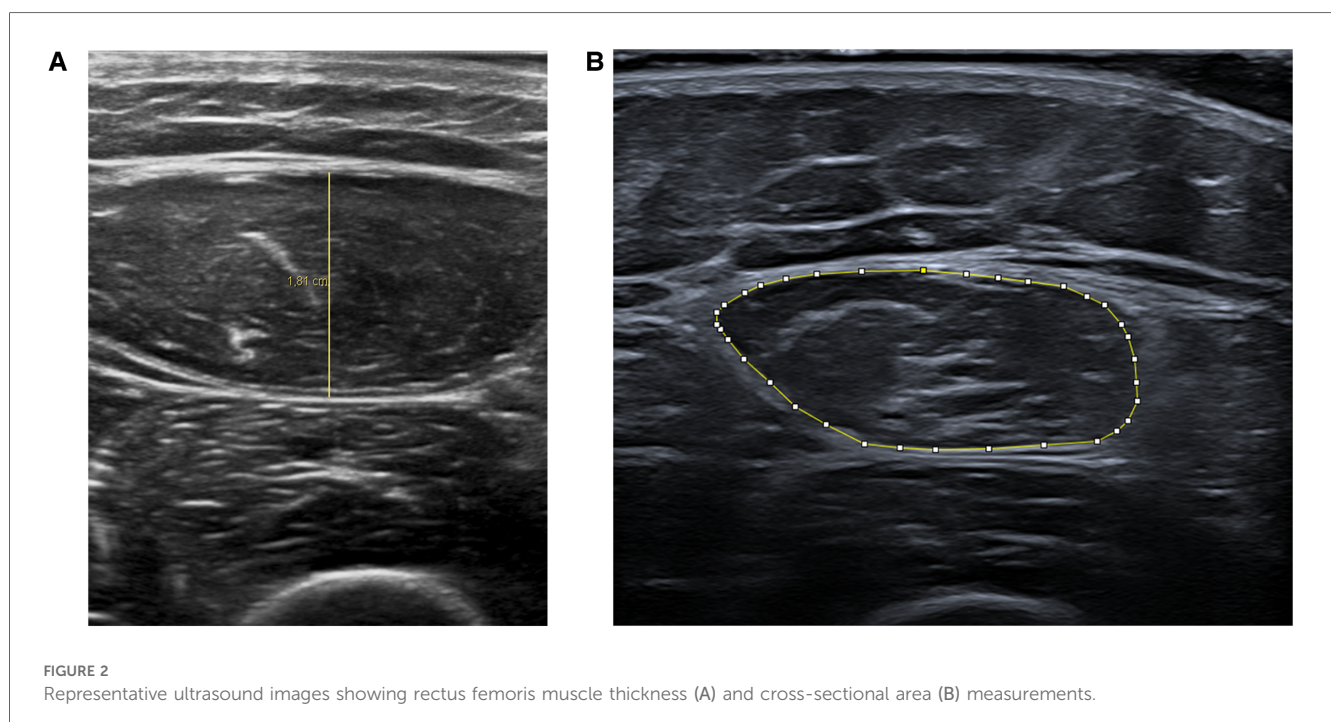 A
B
1,81 cm
FIGURE 2
Representative ultrasound images showing rectus femoris muscle thickness (A) and cross-sectional area (B) measurements.